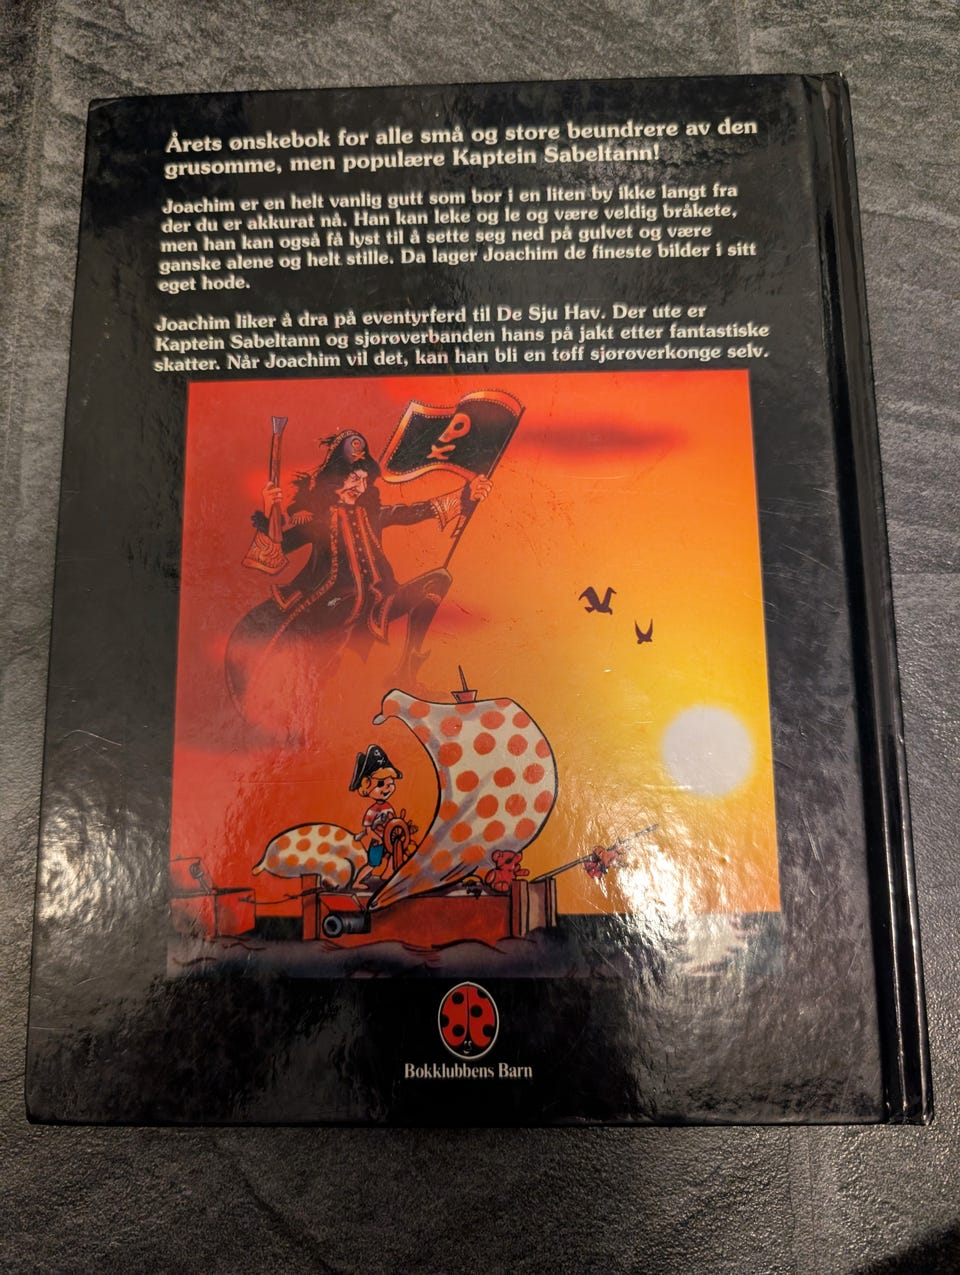 Årets ønskebok for alle små og store beundrere av den
grusomme, men populære Kaptein Sabeltann!
Joachim er en helt vanlig gutt som bor i en liten by ikke langt fra
der du er akkurat nå. Han kan leke og le og være veldig bråkete,
men han kan også få lyst til å sette seg ned på gulvet og være
ganske alene og helt stille. Da lager Joachim de fineste bilder i sitt
eget hode.
Joachim liker å dra på eventyrferd til De Sju Hav. Der ute er
Kaptein Sabeltann og sjørøverbanden hans på jakt etter fantastiske
skatter. Når Joachim vil det, kan han bli en tøff sjørøverkonge selv.
Bokklubbens Barn